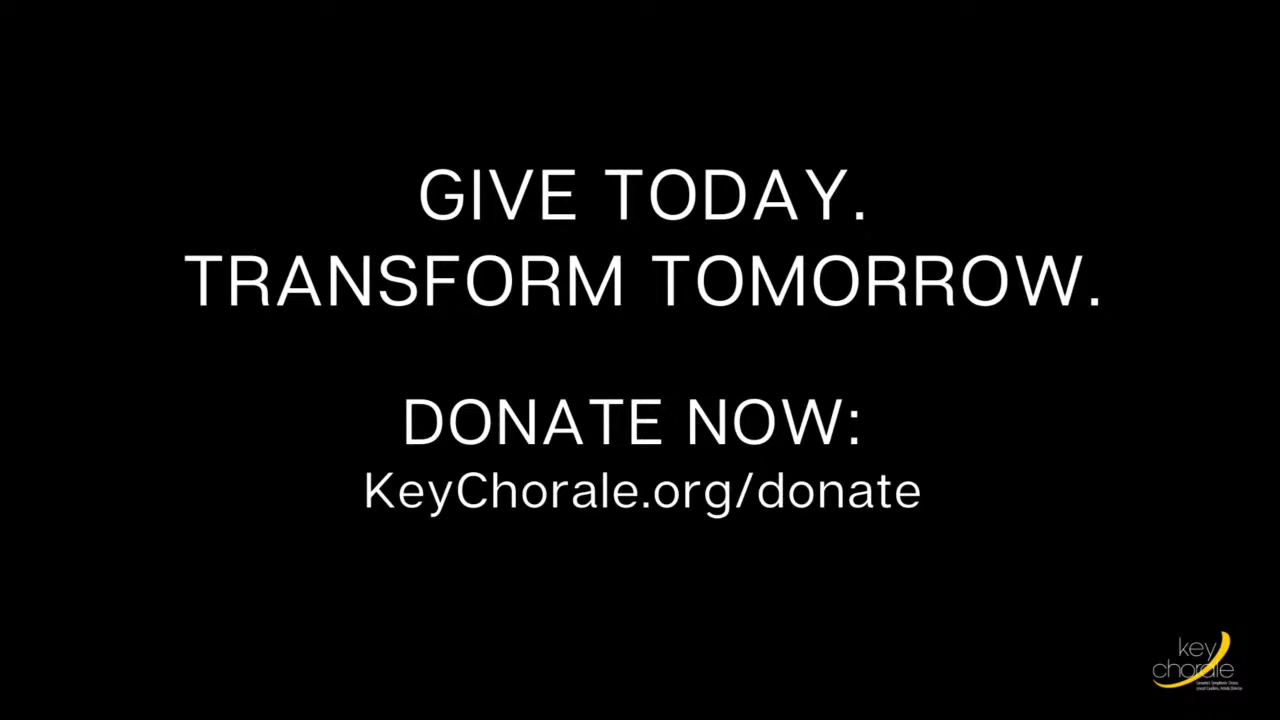 GIVE TODAY.
TRANSFORM TOMORROW.
DONATE NOW:
KeyChorale.org/donate
key
chorale